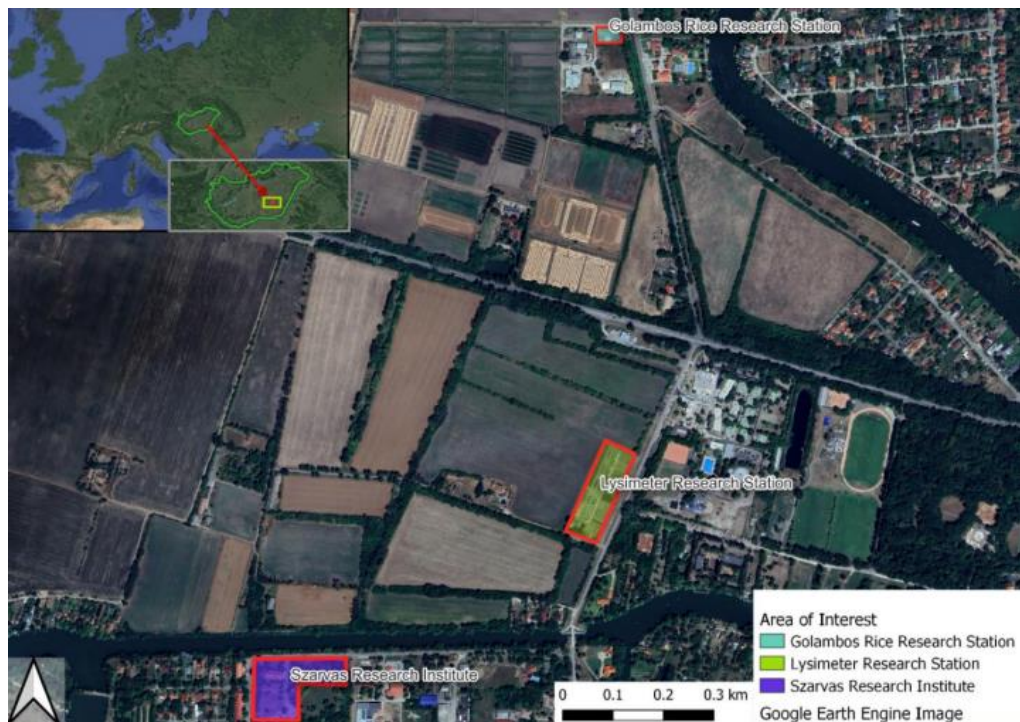 Golambos Rice Research Station
Lysimeter Research Station
Szarvas Research Institute
0 0.1 0.2 0.3 km
Area of Interest
Golambos Rice Research Station
Lysimeter Research Station
Szarvas Research Institute
Google Earth Engine Image